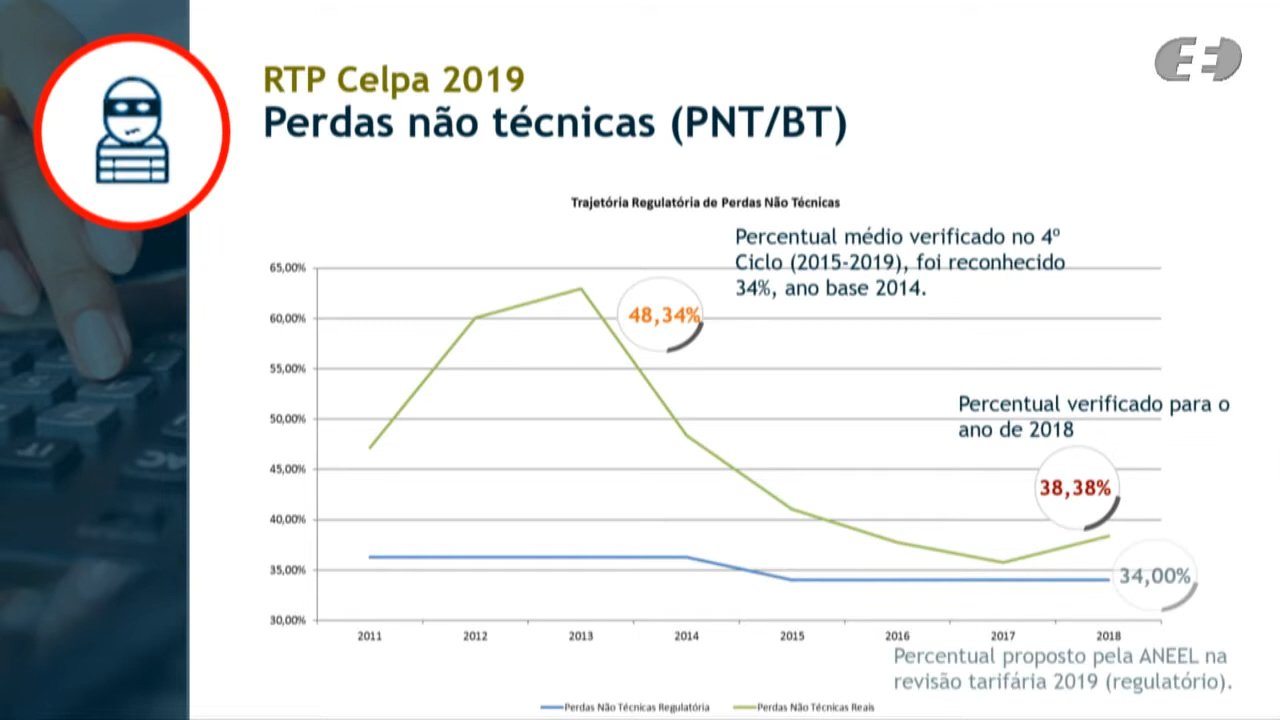 RTP Celpa 2019
Perdas não técnicas (PNT/BT)
Trajetória Regulatória de Perdas Não Técnicas
Percentual médio verificado no 4º
Ciclo (2015-2019), foi reconhecido
34%, ano base 2014.
65,00%
60,00%
55,00%
50,00%
45,00%
40,00%
35,00%
30,00%
48,34%
Percentual verificado para o
ano de 2018
38,38%
34,00%
2011 2012 2013 2014 2015 2016 2017 2018
Percentual proposto pela ANEEL na
revisão tarifária 2019 (regulatório).
Perdas Não Técnicas Regulatória Perdas Não Técnicas Reais